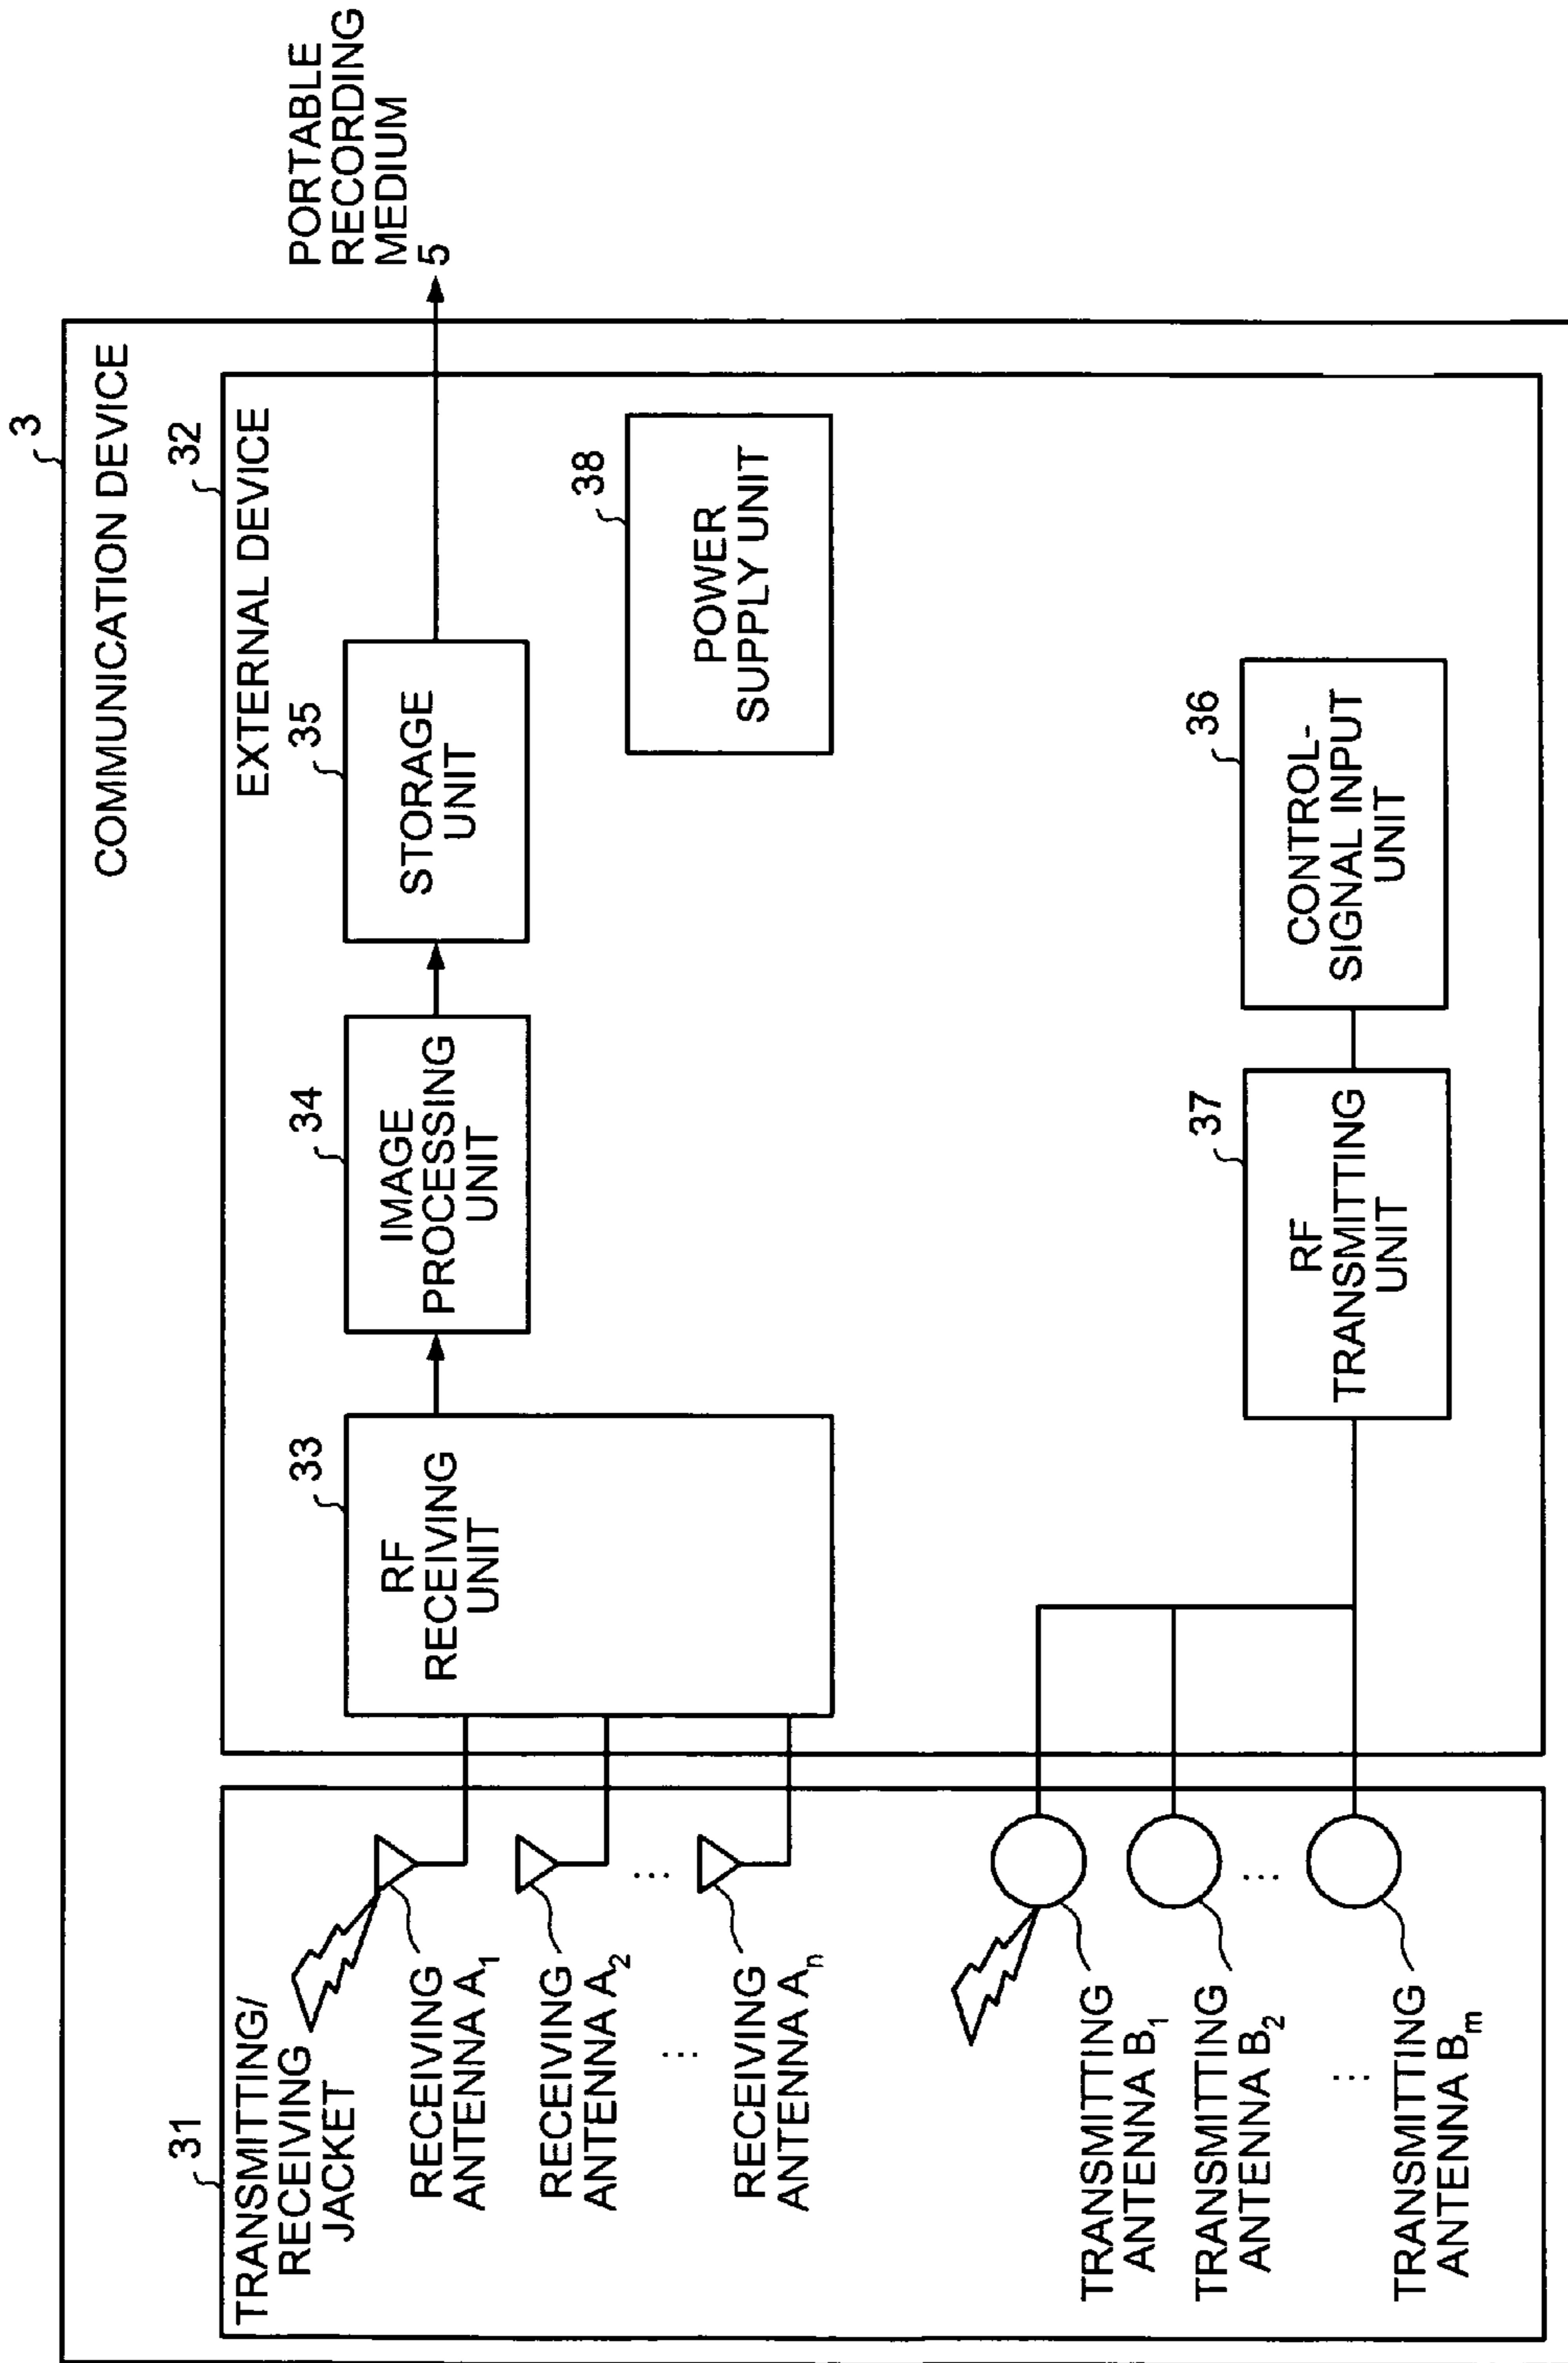 3
COMMUNICATION DEVICE
31
TRANSMITTING/
RECEIVING
JACKET
RECEIVING
ANTENNA A1
RECEIVING
ANTENNA A2
...
...
RECEIVING
ANTENNA An
TRANSMITTING
ANTENNA B1
TRANSMITTING
ANTENNA B2
...
...
TRANSMITTING
ANTENNA Bm
32
EXTERNAL DEVICE
33
RF
RECEIVING
UNIT
34
IMAGE
PROCESSING
UNIT
35
STORAGE
UNIT
PORTABLE
RECORDING
MEDIUM
5
38
POWER
SUPPLY UNIT
37
RF
TRANSMITTING
UNIT
36
CONTROL-
SIGNAL INPUT
UNIT